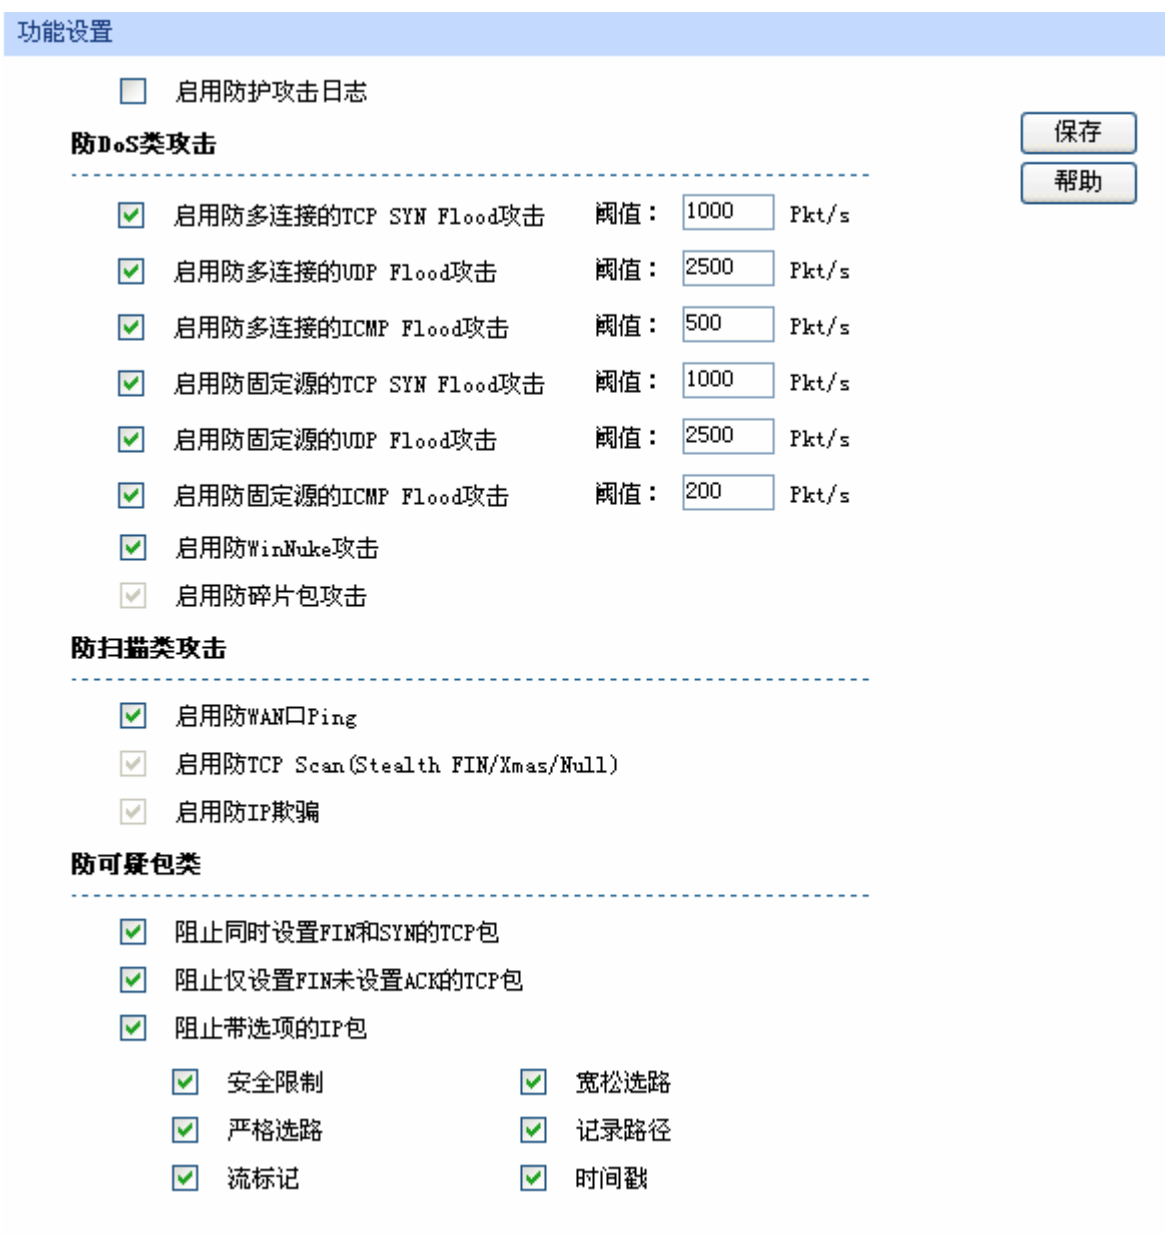 功能设置
启用防护攻击日志
保存
防DoS类攻击
帮助
启用防多连接的TCP SYN Flood攻击 阈值： 1000 Pkt/s
启用防多连接的UDP Flood攻击 阈值： 2500 Pkt/s
启用防多连接的ICMP Flood攻击 阈值： 500 Pkt/s
启用防固定源的TCP SYN Flood攻击 阈值： 1000 Pkt/s
启用防固定源的UDP Flood攻击 阈值： 2500 Pkt/s
启用防固定源的ICMP Flood攻击 阈值： 200 Pkt/s
启用防WinNuke攻击
启用防碎片包攻击
防扫描类攻击
启用防WAN口Ping
启用防TCP Scan(Stealth FIN/Xmas/Null)
启用防IP欺骗
防可疑包类
阻止同时设置FIN和SYN的TCP包
阻止仅设置FIN未设置ACK的TCP包
阻止带选项的IP包
安全限制 宽松选路
严格选路 记录路径
流标记 时间戳